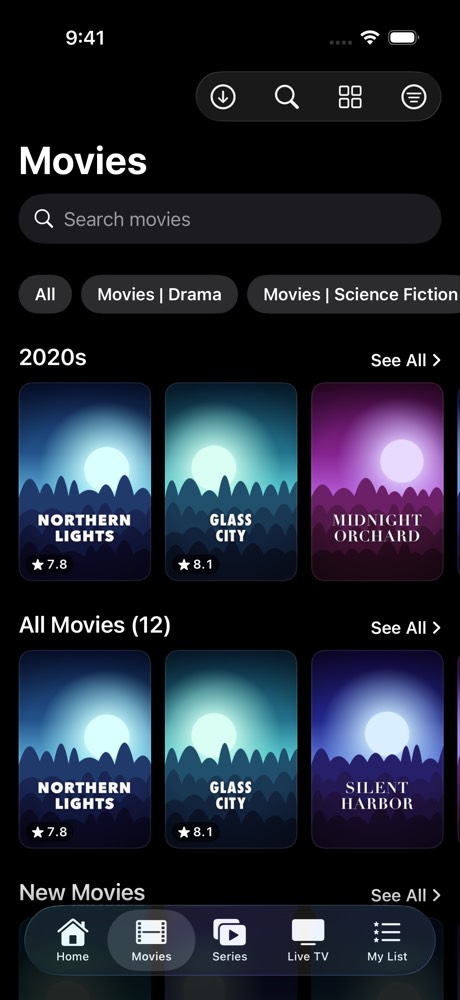 9:41
Movies
Search movies
All
Movies | Drama
Movies | Science Fiction
2020s
See All
NORTHERN
LIGHTS
7.8
GLASS
CITY
8.1
MIDNIGHT
ORCHARD
All Movies (12)
See All
NORTHERN
LIGHTS
7.8
GLASS
CITY
8.1
SILENT
HARBOR
New Movies
See All
Home
Movies
Series
Live TV
My List